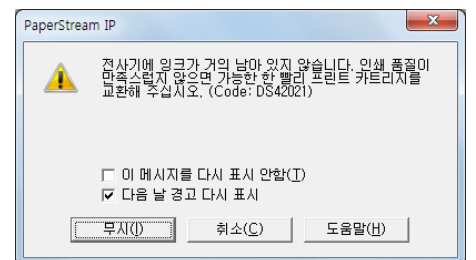 PaperStream IP
전사기에 잉크가 거의 남아 있지 않습니다. 인쇄 품질이
만족스럽지 않으면 가능한 한 빨리 프린트 카트리지를
교환해 주십시오. (Code: DS42021)
이 메시지를 다시 표시 안함(T)
다음 날 경고 다시 표시
무시(I) 취소(C) 도움말(H)